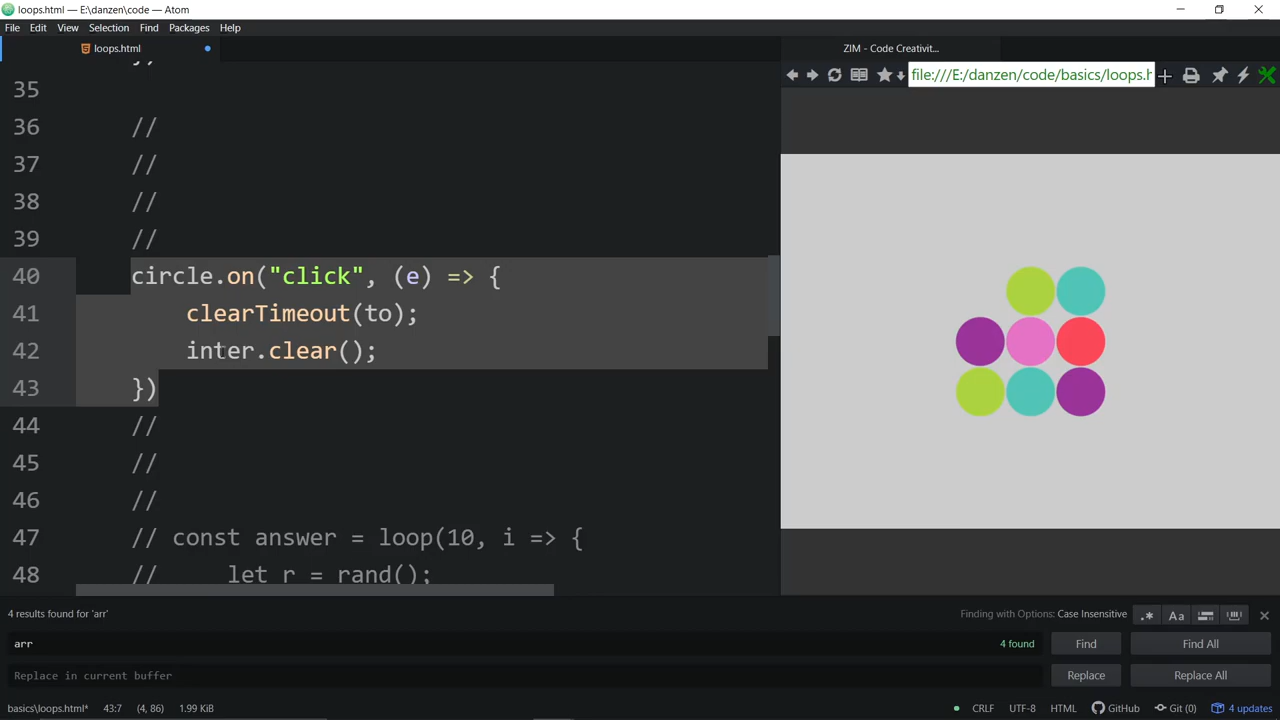 loops.html — E:\danzen\code — Atom
File Edit View Selection Find Packages Help
loops.html
ZIM - Code Creativit...
file:///E:/danzen/code/basics/loops.h
35
36 //
37 //
38 //
39 //
40 circle.on("click", (e) => {
41 clearTimeout(to);
42 inter.clear();
43 })
44 //
45 //
46 //
47 // const answer = loop(10, i => {
48 // let r = rand();
4 results found for 'arr'
Finding with Options: Case Insensitive
.* Aa
arr
4 found
Find
Find All
Replace in current buffer
Replace
Replace All
basics\loops.html* 43:7 (4, 86) 1.99 KiB
CRLF UTF-8 HTML GitHub Git (0) 4 updates